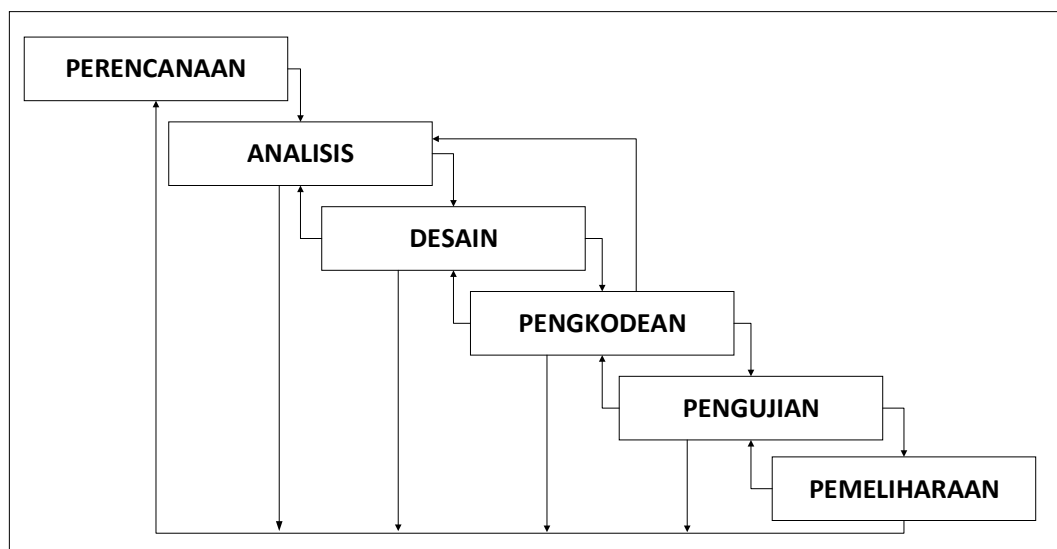 PERENCANAAN
ANALISIS
DESAIN
PENGKODEAN
PENGUJIAN
PEMELIHARAAN